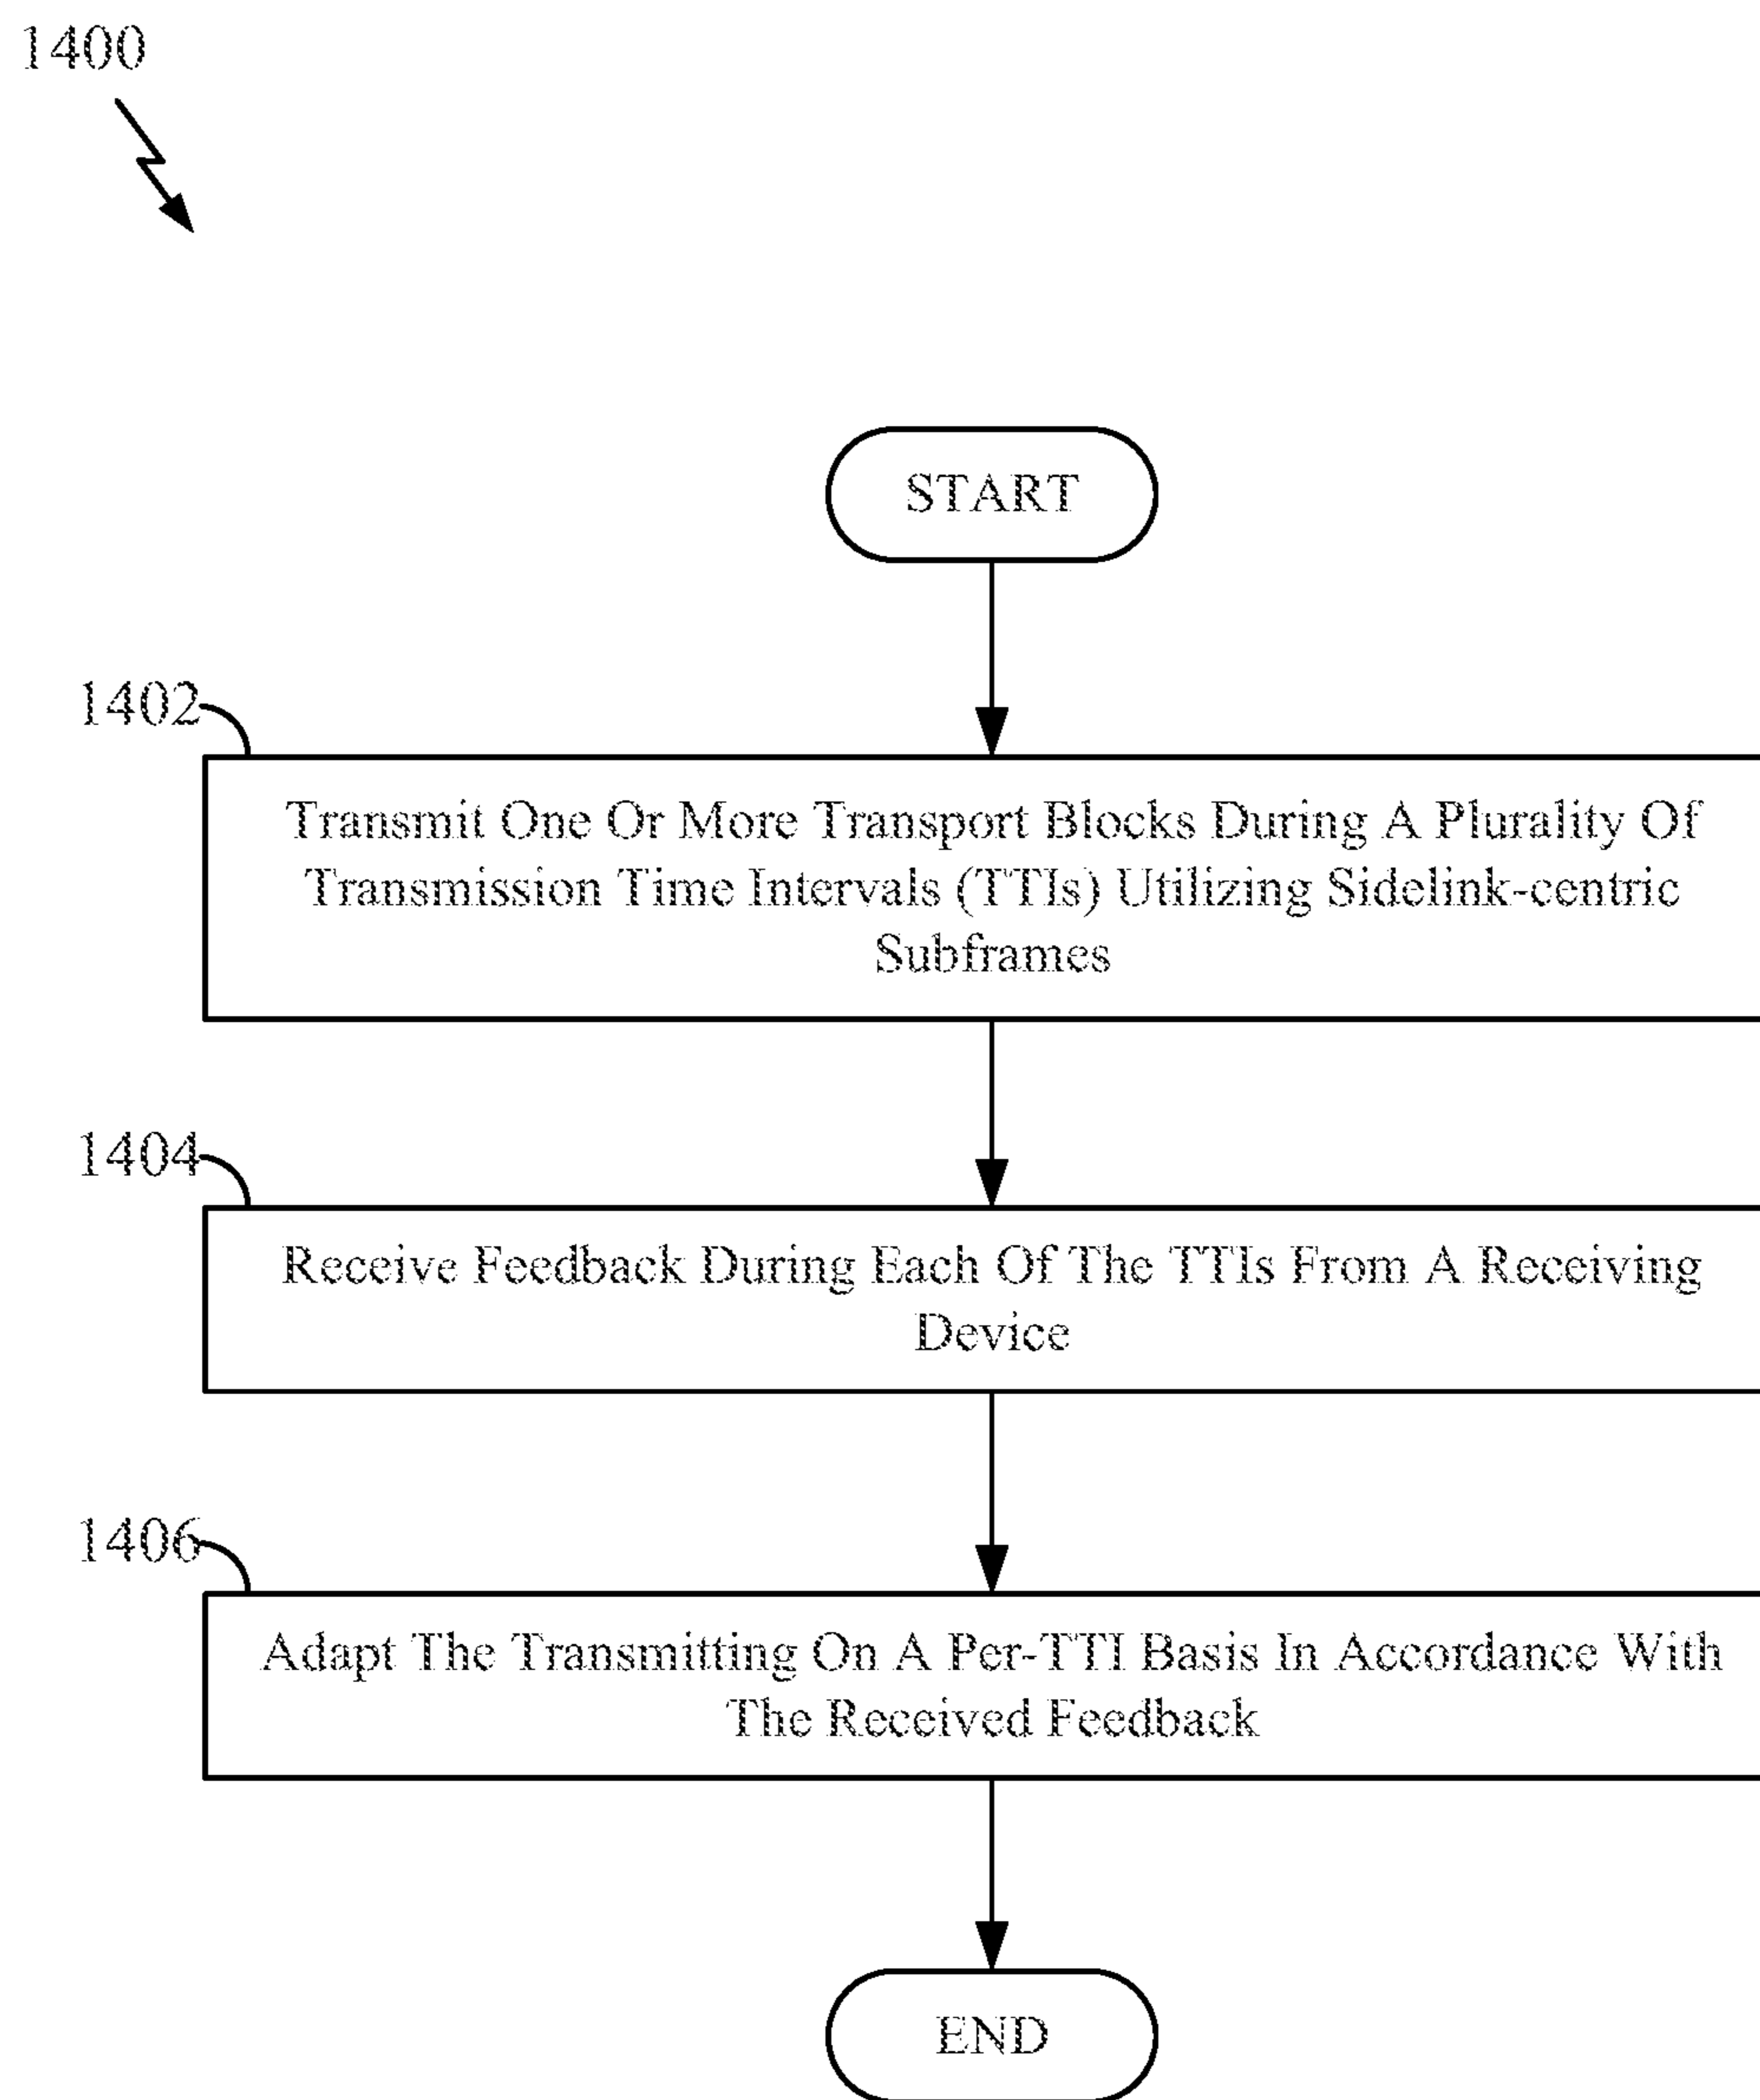 1400
START
1402
Transmit One Or More Transport Blocks During A Plurality Of
Transmission Time Intervals (TTIs) Utilizing Sidelink-centric
Subframes
1404
Receive Feedback During Each Of The TTIs From A Receiving
Device
1406
Adapt The Transmitting On A Per-TTI Basis In Accordance With
The Received Feedback
END